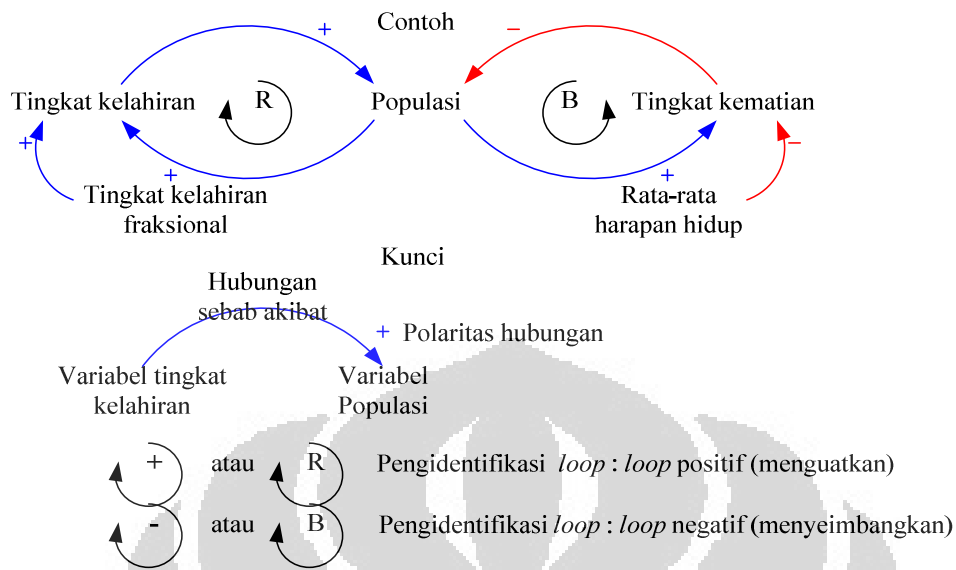 Contoh
+
−
Tingkat kelahiran
R
Populasi
B
Tingkat kematian
+
−
+
+
Tingkat kelahiran
fraksional
Rata-rata
harapan hidup
Kunci
Hubungan
sebab akibat
+ Polaritas hubungan
Variabel tingkat
kelahiran
Variabel
Populasi
+ atau R Pengidentifikasi loop : loop positif (menguatkan)
- atau B Pengidentifikasi loop : loop negatif (menyeimbangkan)